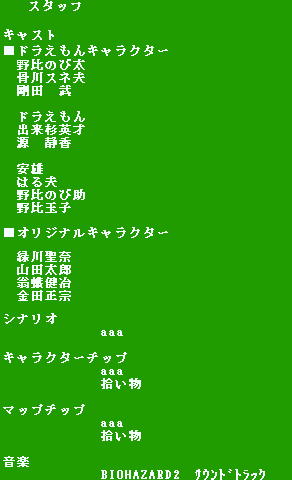 スタッフ
キャスト
■ドラえもんキャラクター
野比のび太
骨川スネ夫
剛田　武
ドラえもん
出来杉英才
源　静香
安雄
はる夫
野比のび助
野比玉子
■オリジナルキャラクター
緑川聖奈
山田太郎
翁蛾健治
金田正宗
シナリオ
aaa
キャラクターチップ
aaa
拾い物
マップチップ
aaa
拾い物
音楽
BIOHAZARD2　ｻｳﾝﾄﾞﾄﾗｯｸ